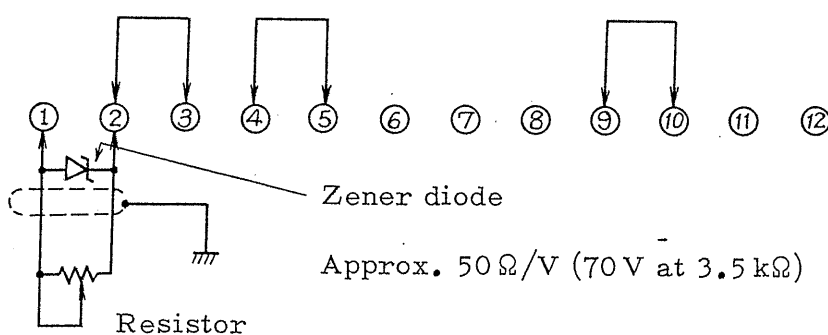 ① ② ③ ④ ⑤ ⑥ ⑦ ⑧ ⑨ ⑩ ⑪ ⑫
Zener diode
Approx. 50 Ω/V (70 V at 3.5 kΩ)
Resistor